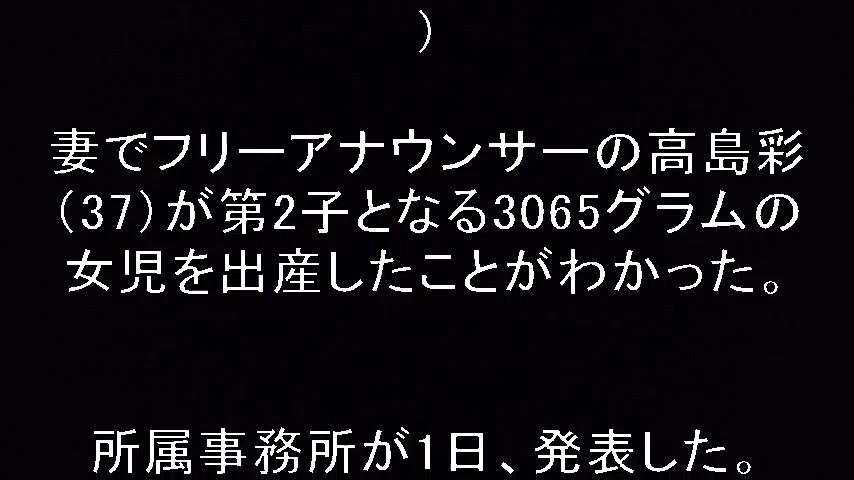 ）
妻でフリーアナウンサーの高島彩
（37）が第2子となる3065グラムの
女児を出産したことがわかった。
所属事務所が1日、発表した。